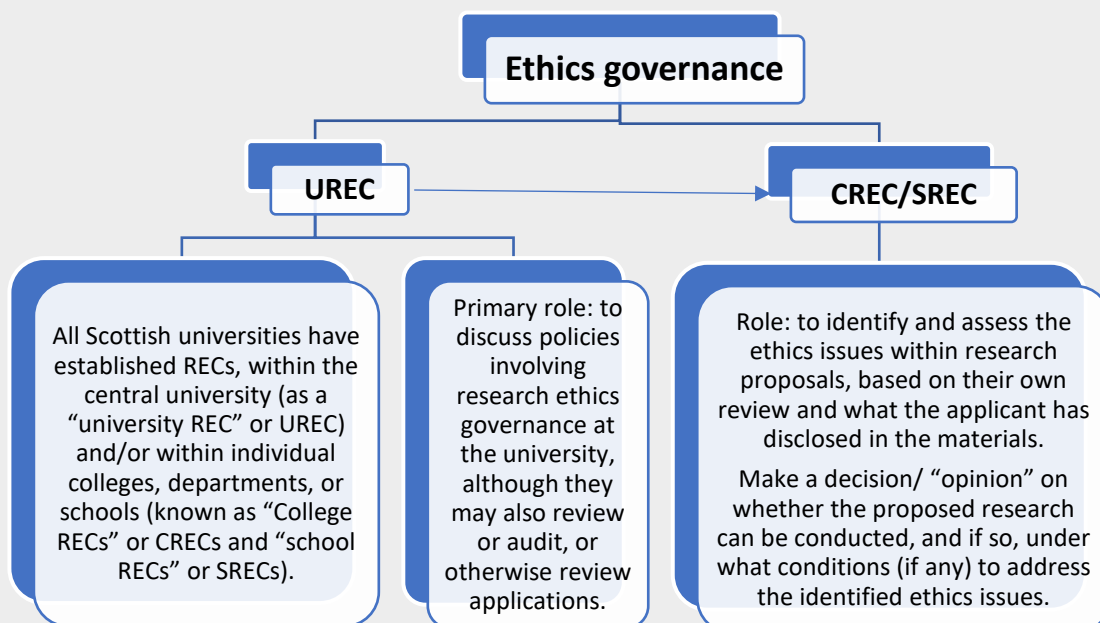 Ethics governance
UREC
CREC/SREC
All Scottish universities have
established RECs, within the
central university (as a
“university REC” or UREC)
and/or within individual
colleges, departments, or
schools (known as “College
RECs” or CRECs and “school
RECs” or SRECs).
Primary role: to
discuss policies
involving
research ethics
governance at
the university,
although they
may also review
or audit, or
otherwise review
applications.
Role: to identify and assess the
ethics issues within research
proposals, based on their own
review and what the applicant has
disclosed in the materials.
Make a decision/ “opinion” on
whether the proposed research
can be conducted, and if so, under
what conditions (if any) to address
the identified ethics issues.